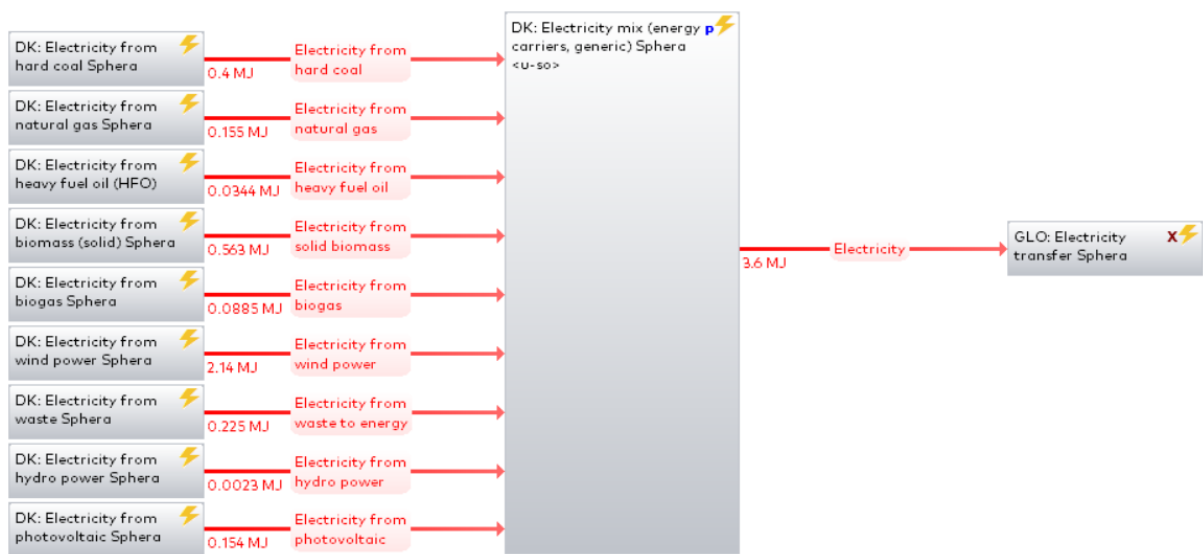 DK: Electricity from
hard coal Sphera
0.4 MJ
Electricity from
hard coal
DK: Electricity from
natural gas Sphera
0.155 MJ
Electricity from
natural gas
DK: Electricity from
heavy fuel oil (HFO)
0.0344 MJ
Electricity from
heavy fuel oil
DK: Electricity from
biomass (solid) Sphera
0.563 MJ
Electricity from
solid biomass
DK: Electricity from
biogas Sphera
0.0885 MJ
Electricity from
biogas
DK: Electricity from
wind power Sphera
2.14 MJ
Electricity from
wind power
DK: Electricity from
waste Sphera
0.225 MJ
Electricity from
waste to energy
DK: Electricity from
hydro power Sphera
0.0023 MJ
Electricity from
hydro power
DK: Electricity from
photovoltaic Sphera
0.154 MJ
Electricity from
photovoltaic
DK: Electricity mix (energy p
carriers, generic) Sphera
<u-so>
3.6 MJ
Electricity
GLO: Electricity X
transfer Sphera